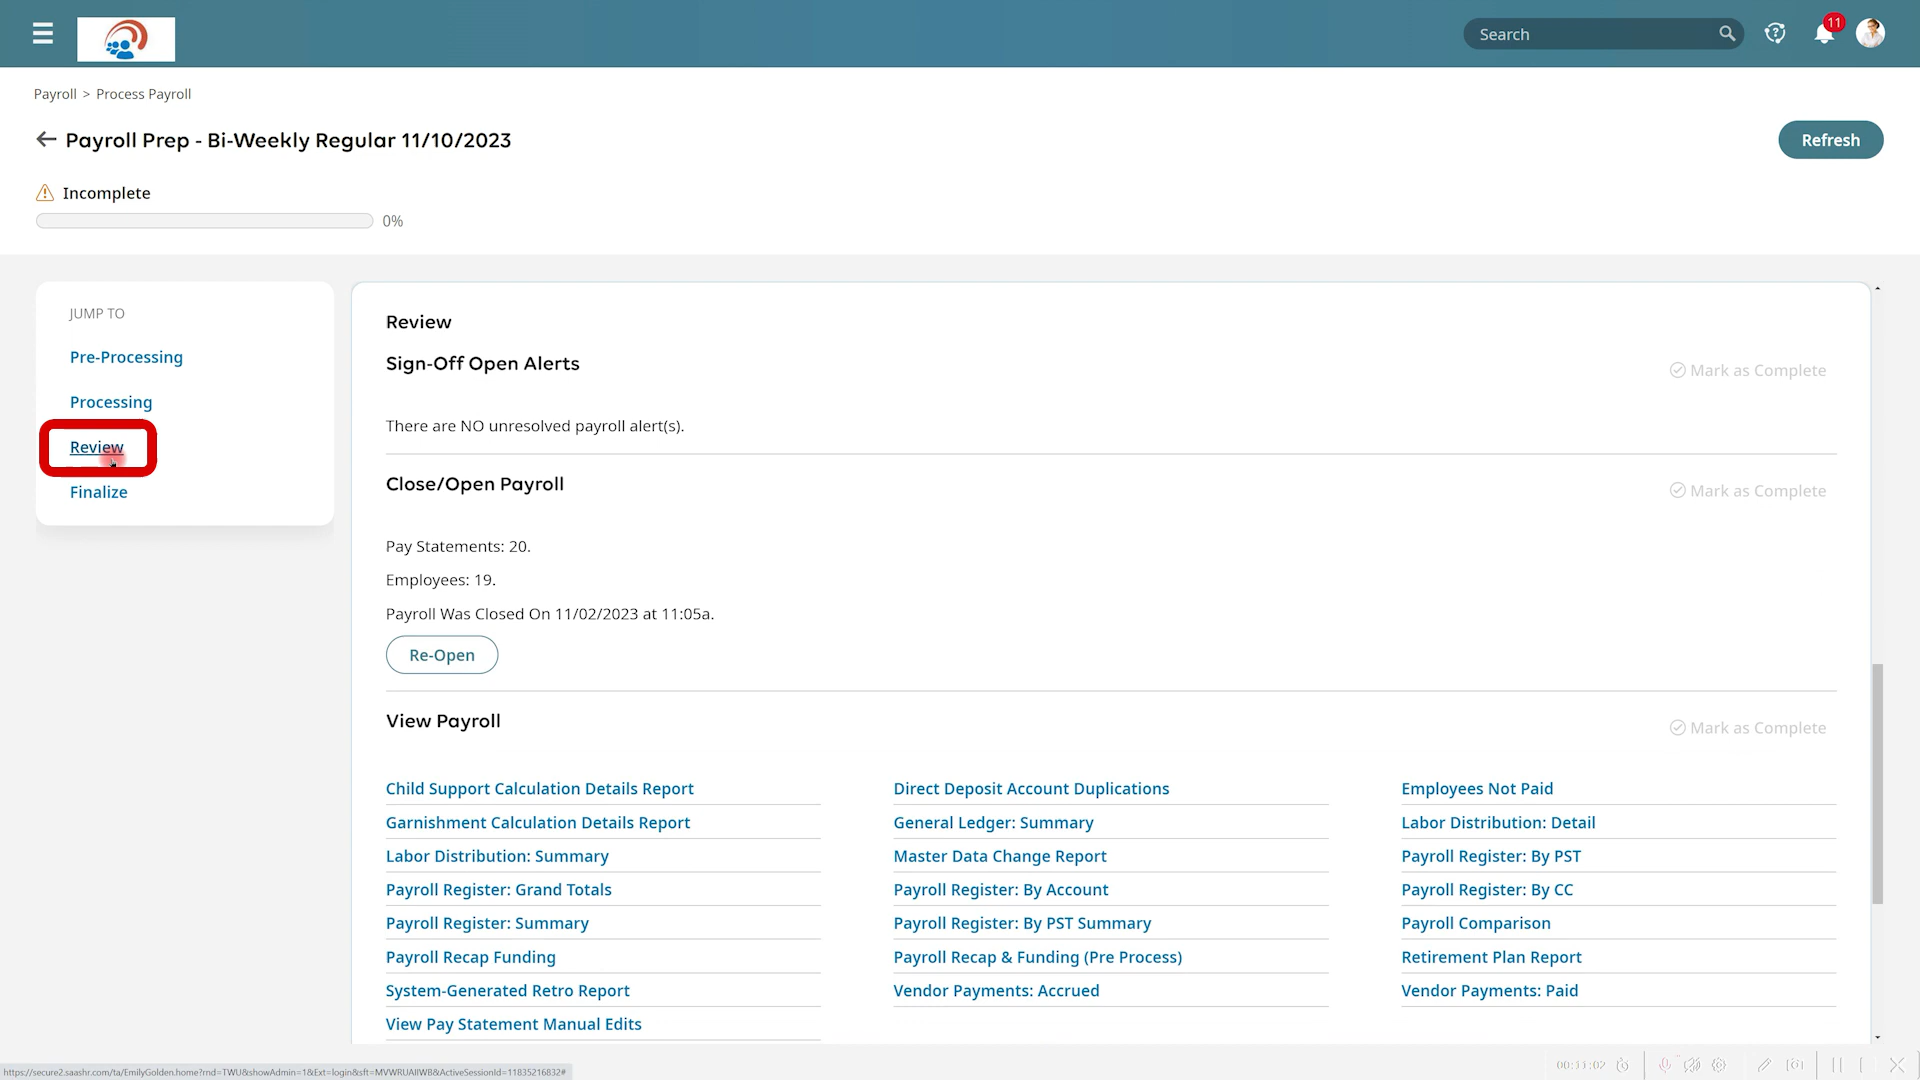 Search
11
Payroll > Process Payroll
Payroll Prep - Bi-Weekly Regular 11/10/2023
Refresh
Incomplete
0%
JUMP TO
Pre-Processing
Processing
Review
Finalize
Review
Sign-Off Open Alerts
Mark as Complete
There are NO unresolved payroll alert(s).
Close/Open Payroll
Mark as Complete
Pay Statements: 20.
Employees: 19.
Payroll Was Closed On 11/02/2023 at 11:05a.
Re-Open
View Payroll
Mark as Complete
Child Support Calculation Details Report Direct Deposit Account Duplications Employees Not Paid
Garnishment Calculation Details Report General Ledger: Summary Labor Distribution: Detail
Labor Distribution: Summary Master Data Change Report Payroll Register: By PST
Payroll Register: Grand Totals Payroll Register: By Account Payroll Register: By CC
Payroll Register: Summary Payroll Register: By PST Summary Payroll Comparison
Payroll Recap Funding Payroll Recap & Funding (Pre Process) Retirement Plan Report
System-Generated Retro Report Vendor Payments: Accrued Vendor Payments: Paid
View Pay Statement Manual Edits
00:11:02